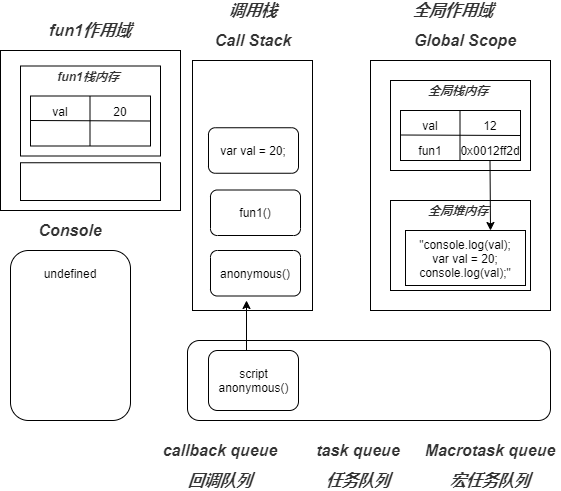 fun1作用域
fun1栈内存
val 20
Console
undefined
调用栈
Call Stack
var val = 20;
fun1()
anonymous()
全局作用域
Global Scope
全局栈内存
val 12
fun1 0x0012ff2d
全局堆内存
"console.log(val);
var val = 20;
console.log(val);"
script
anonymous()
callback queue task queue Macrotask queue
回调队列 任务队列 宏任务队列